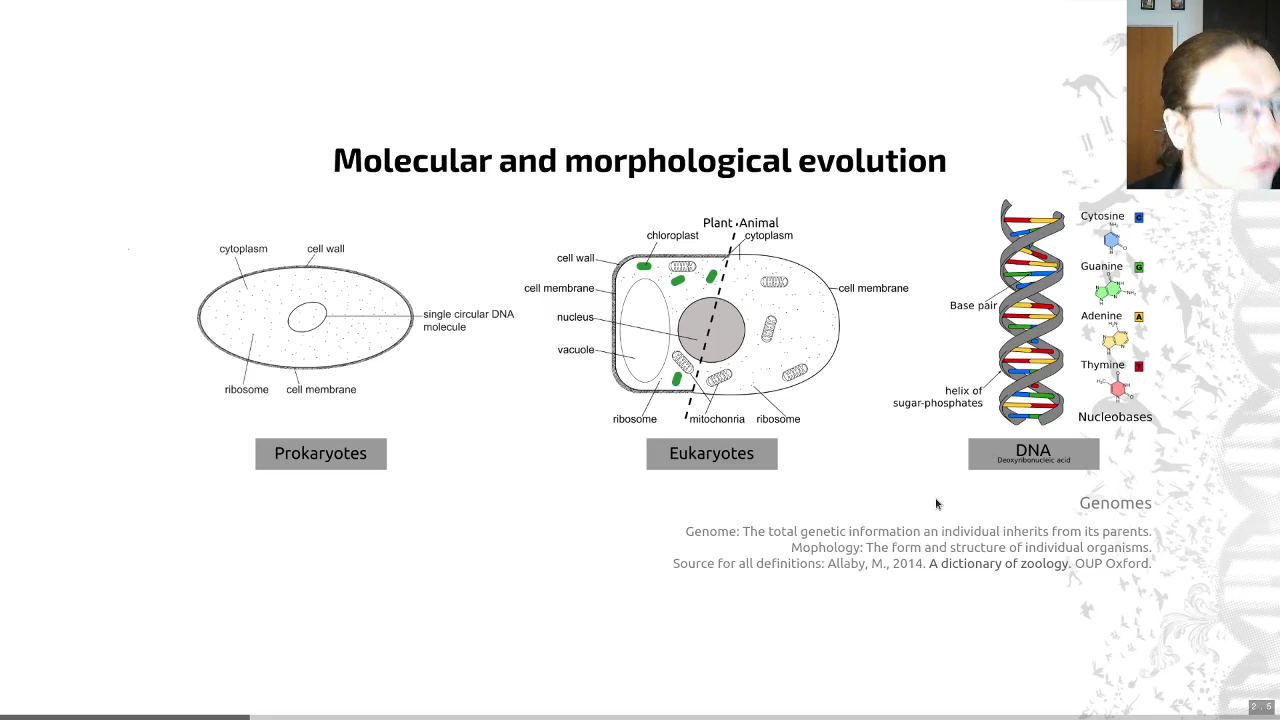 Molecular and morphological evolution
cytoplasm
cell wall
single circular DNA
molecule
ribosome
cell membrane
Prokaryotes
Plant
Animal
chloroplast
cytoplasm
cell wall
cell membrane
cell membrane
nucleus
vacuole
ribosome
mitochonria
ribosome
Eukaryotes
Cytosine
C
Guanine
G
Base pair
Adenine
A
Thymine
T
helix of
sugar-phosphates
Nucleobases
DNA
Deoxyribonucleic acid
Genomes
Genome: The total genetic information an individual inherits from its parents.
Mophology: The form and structure of individual organisms.
Source for all definitions: Allaby, M., 2014. A dictionary of zoology. OUP Oxford.